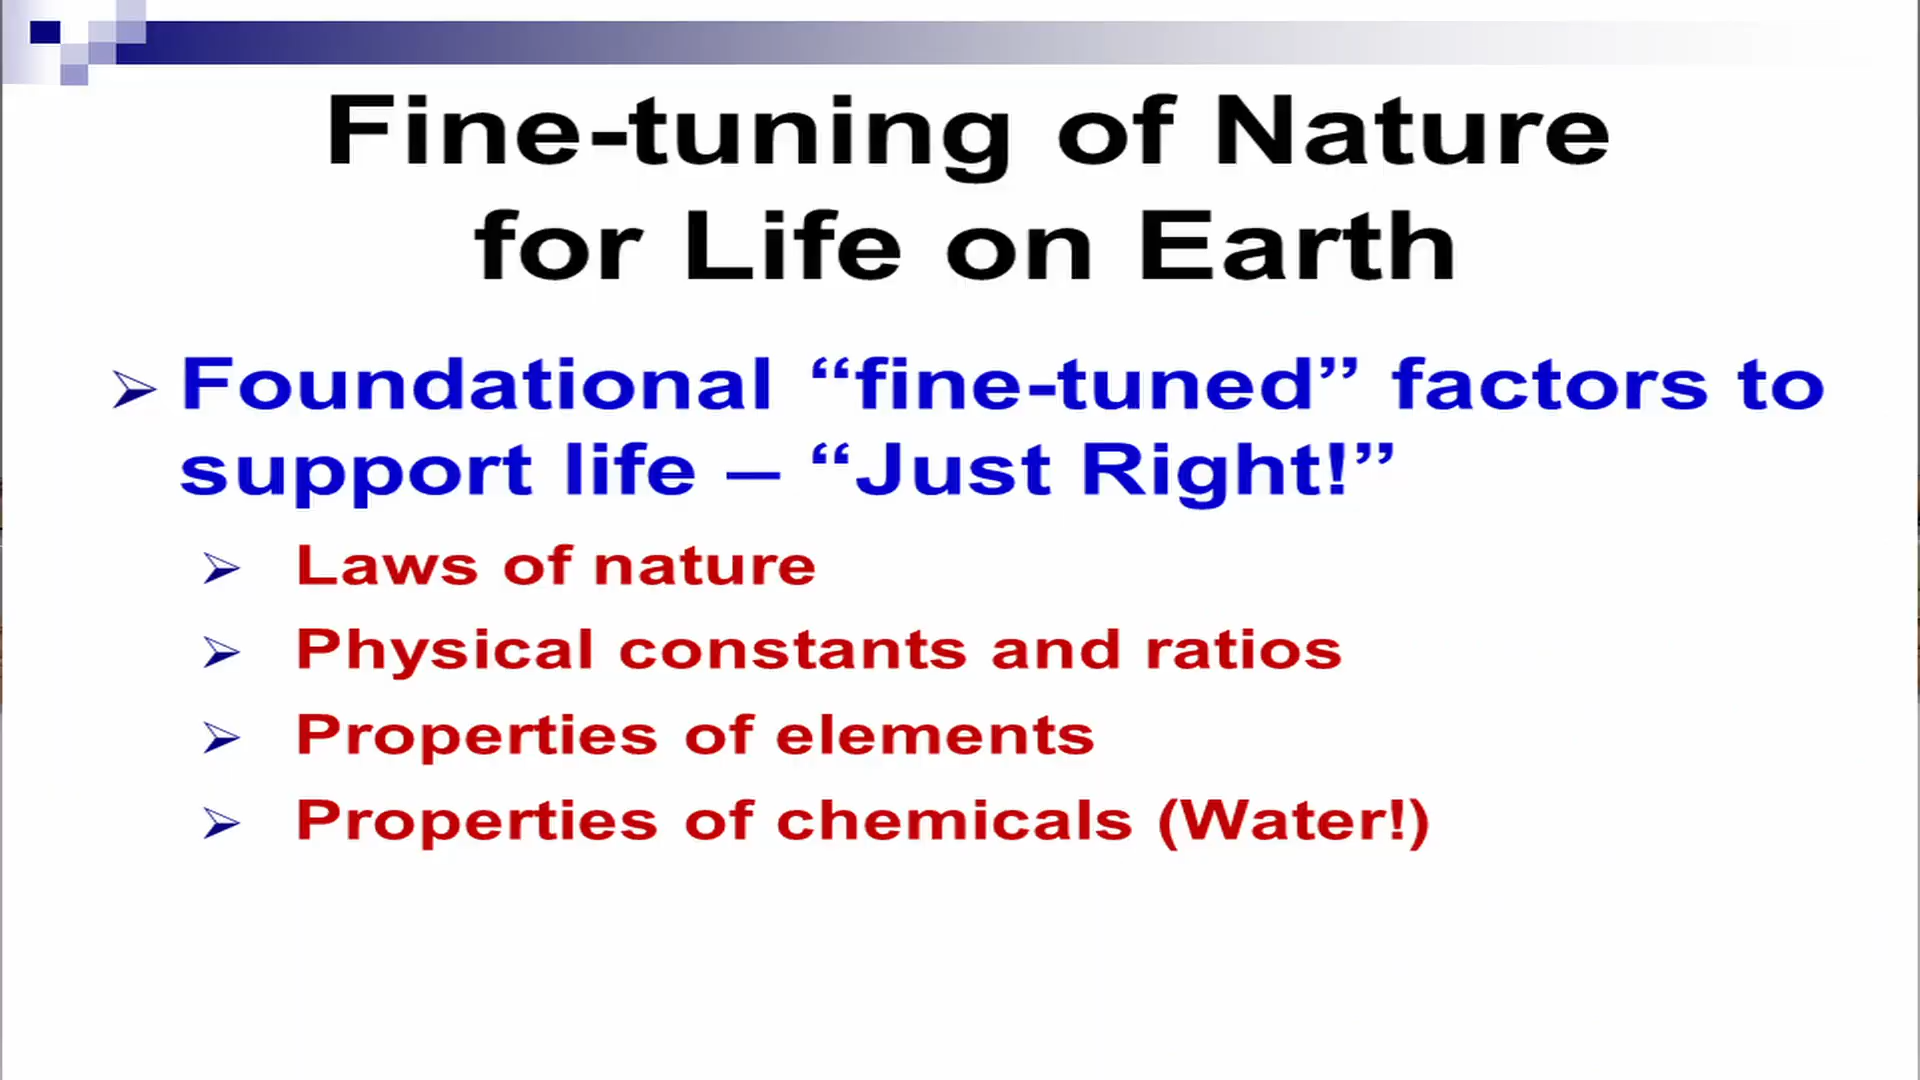 Fine-tuning of Nature
for Life on Earth
Foundational “fine-tuned” factors to
support life – “Just Right!”
Laws of nature
Physical constants and ratios
Properties of elements
Properties of chemicals (Water!)